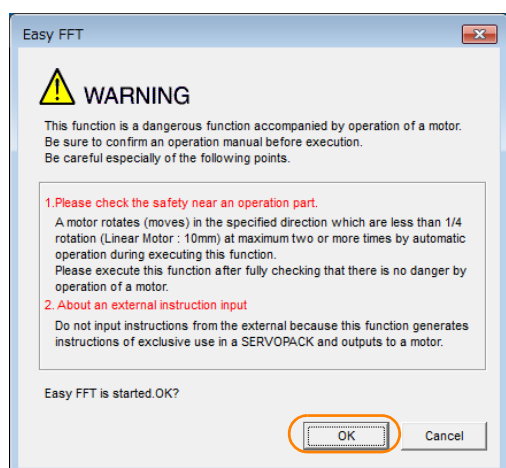 Easy FFT
WARNING
This function is a dangerous function accompanied by operation of a motor.
Be sure to confirm an operation manual before execution.
Be careful especially of the following points.
1.Please check the safety near an operation part.
A motor rotates (moves) in the specified direction which are less than 1/4
rotation (Linear Motor : 10mm) at maximum two or more times by automatic
operation during executing this function.
Please execute this function after fully checking that there is no danger by
operation of a motor.
2. About an external instruction input
Do not input instructions from the external because this function generates
instructions of exclusive use in a SERVOPACK and outputs to a motor.
Easy FFT is started.OK?
OK
Cancel